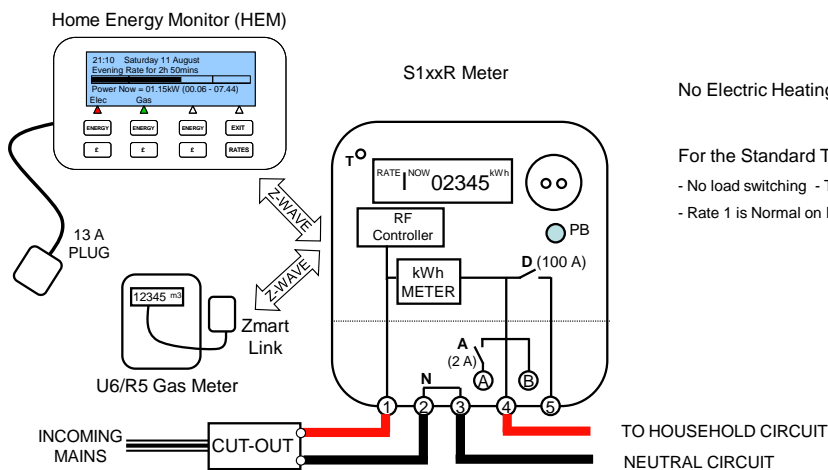 Home Energy Monitor (HEM)
21:10 Saturday 11 August
Evening Rate for 2h 50mins
Power Now = 01.15kW (00.06 - 07.44)
Elec Gas
ENERGY ENERGY ENERGY EXIT
£ £ £ RATES
13 A
PLUG
Z-WAVE
Z-WAVE
12345 m3
Zmart
Link
U6/R5 Gas Meter
S1xxR Meter
T
RATE I NOW 02345 kWh
RF
Controller
PB
kWh
METER
D (100 A)
A
(2 A)
A B
N
1 2 3 4 5
INCOMING
MAINS
CUT-OUT
TO HOUSEHOLD CIRCUIT
NEUTRAL CIRCUIT
No Electric Heating
For the Standard T
- No load switching - T
- Rate 1 is Normal on